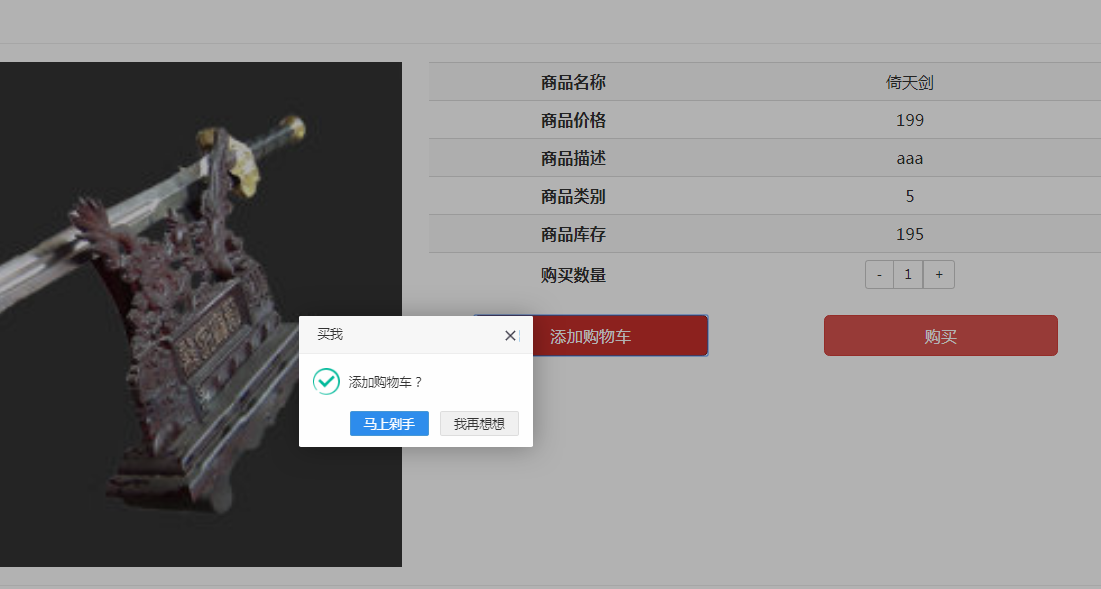 商品名称 倚天剑
商品价格 199
商品描述 aaa
商品类别 5
商品库存 195
购买数量 - 1 +
添加购物车 购买
买我
添加购物车？
马上剁手 我再想想